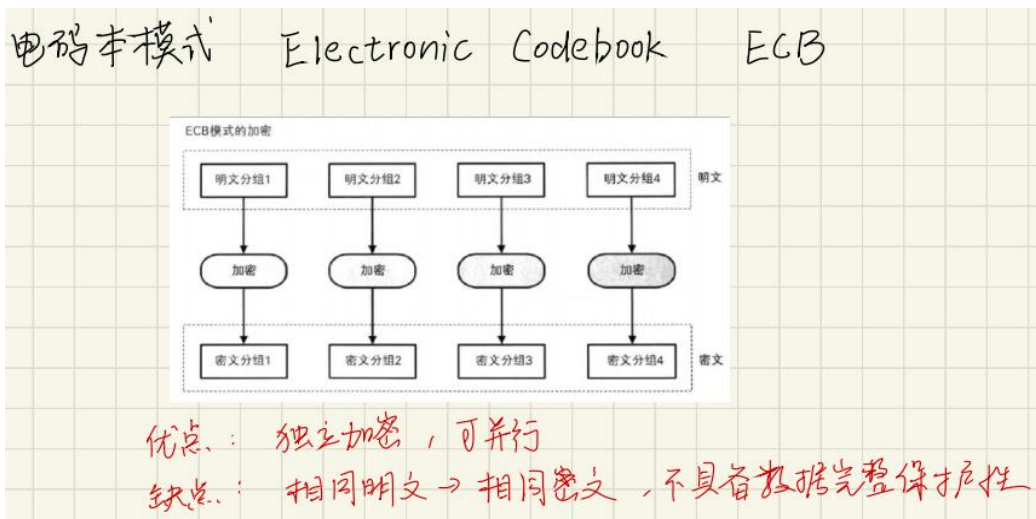 电码本模式 Electronic Codebook ECB
ECB模式的加密
明文分组1 明文分组2 明文分组3 明文分组4 明文
加密 加密 加密 加密
密文分组1 密文分组2 密文分组3 密文分组4 密文
优点: 独立加密,可并行
缺点: 相同明文→相同密文,不具备数据完整保护性